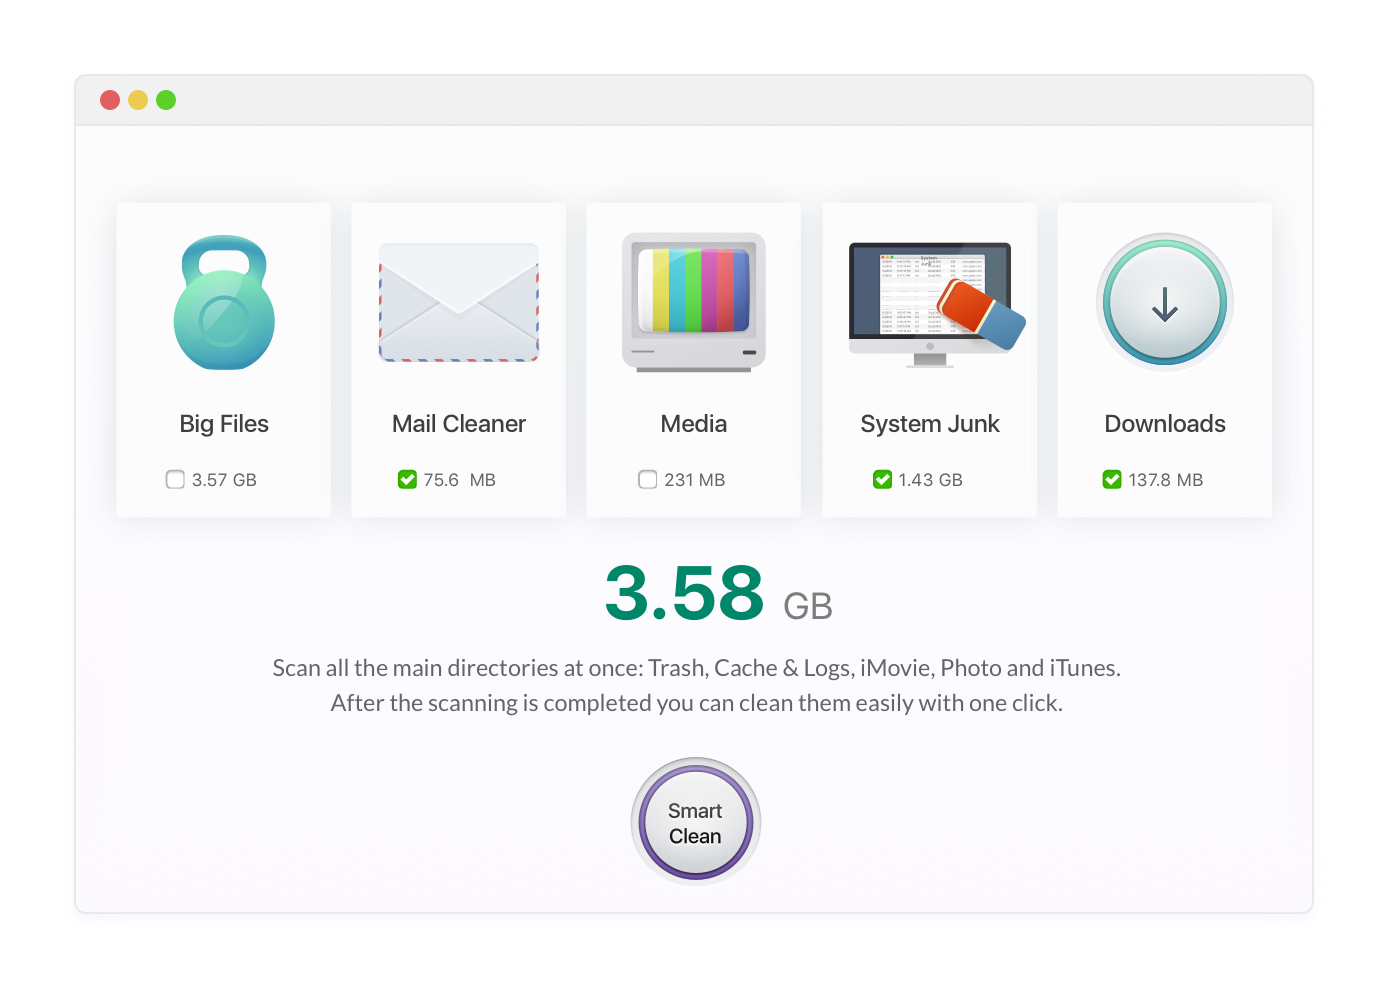 Big Files
Mail Cleaner
Media
System Junk
Downloads
3.57 GB
75.6 MB
231 MB
1.43 GB
137.8 MB
3.58 GB
Scan all the main directories at once: Trash, Cache & Logs, iMovie, Photo and iTunes.
After the scanning is completed you can clean them easily with one click.
Smart
Clean